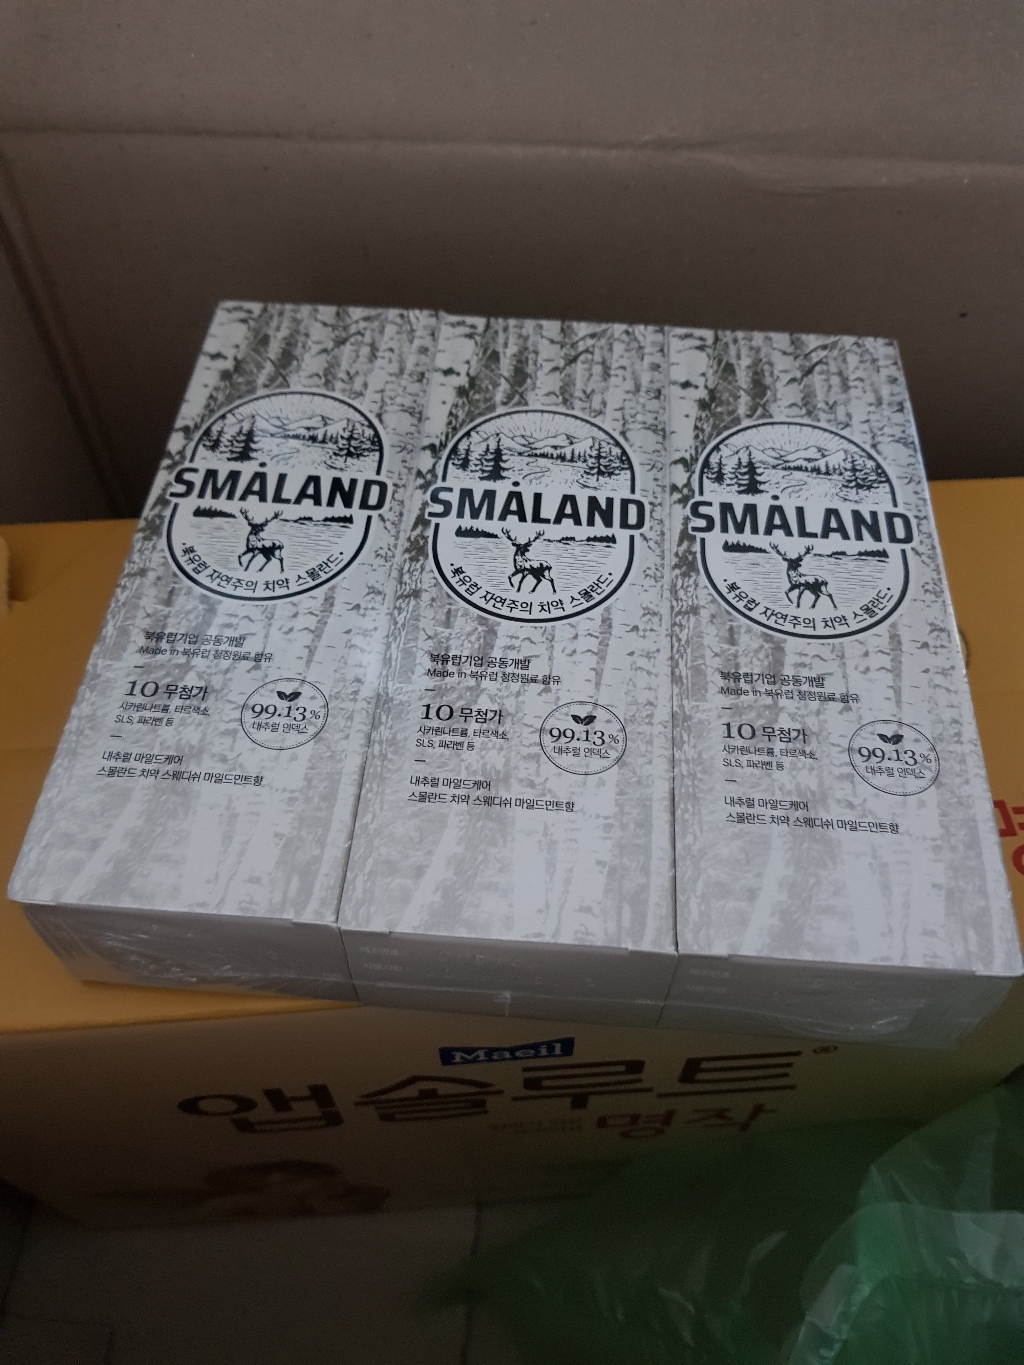 SMÅLAND
북유럽 자연주의 치약 스몰란드
북유럽기업 공동개발
Made in 북유럽 청정원료 함유
10 무첨가
사카린나트륨, 타르색소,
SLS, 파라벤 등
99.13%
내추럴 인덱스
내추럴 마일드케어
스몰란드 치약 스웨디쉬 마일드민트향
SMÅLAND
북유럽 자연주의 치약 스몰란드
북유럽기업 공동개발
Made in 북유럽 청정원료 함유
10 무첨가
사카린나트륨, 타르색소,
SLS, 파라벤 등
99.13%
내추럴 인덱스
내추럴 마일드케어
스몰란드 치약 스웨디쉬 마일드민트향
SMÅLAND
북유럽 자연주의 치약 스몰란드
북유럽기업 공동개발
Made in 북유럽 청정원료 함유
10 무첨가
사카린나트륨, 타르색소,
SLS, 파라벤 등
99.13%
내추럴 인덱스
내추럴 마일드케어
스몰란드 치약 스웨디쉬 마일드민트향
Maeil
앱솔루트®
명작